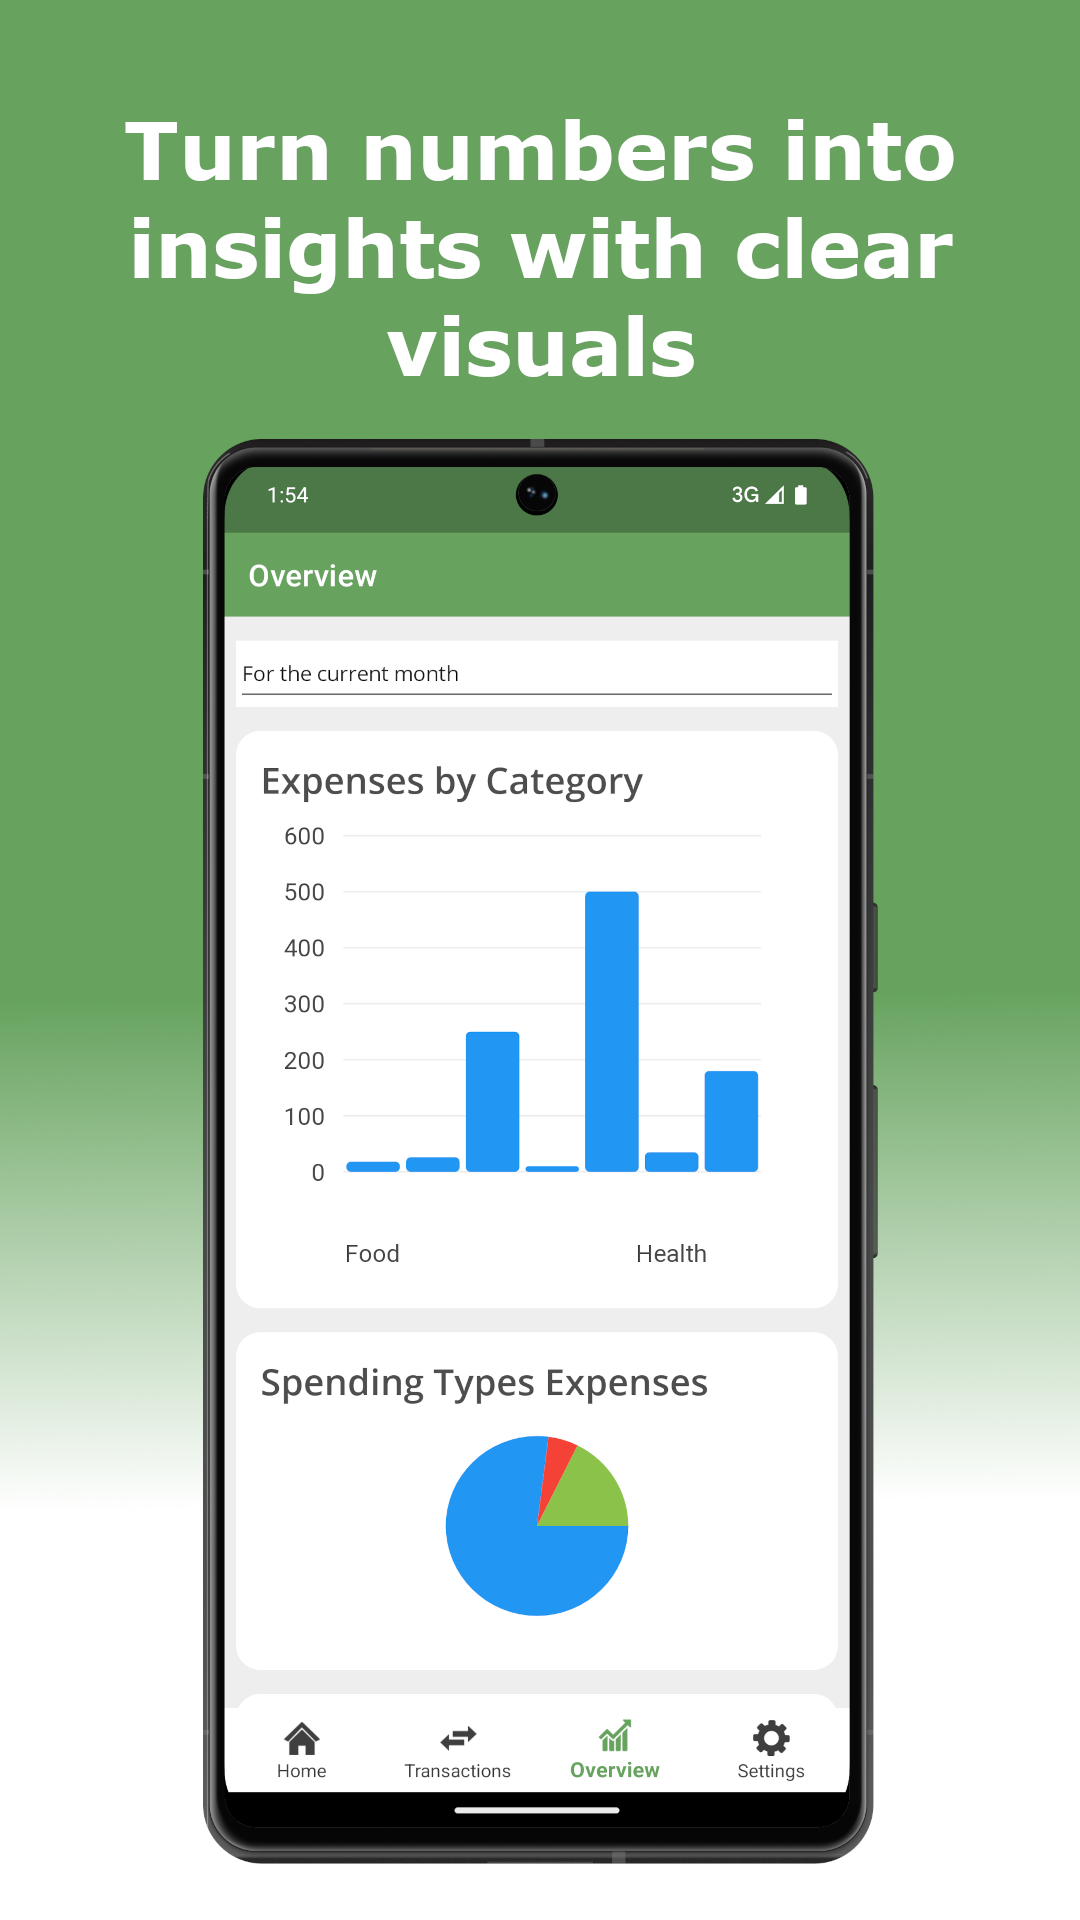 Turn numbers into
insights with clear
visuals
1:54
3G
Overview
For the current month
Expenses by Category
600
500
400
300
200
100
0
Food
Health
Spending Types Expenses
Home
Transactions
Overview
Settings